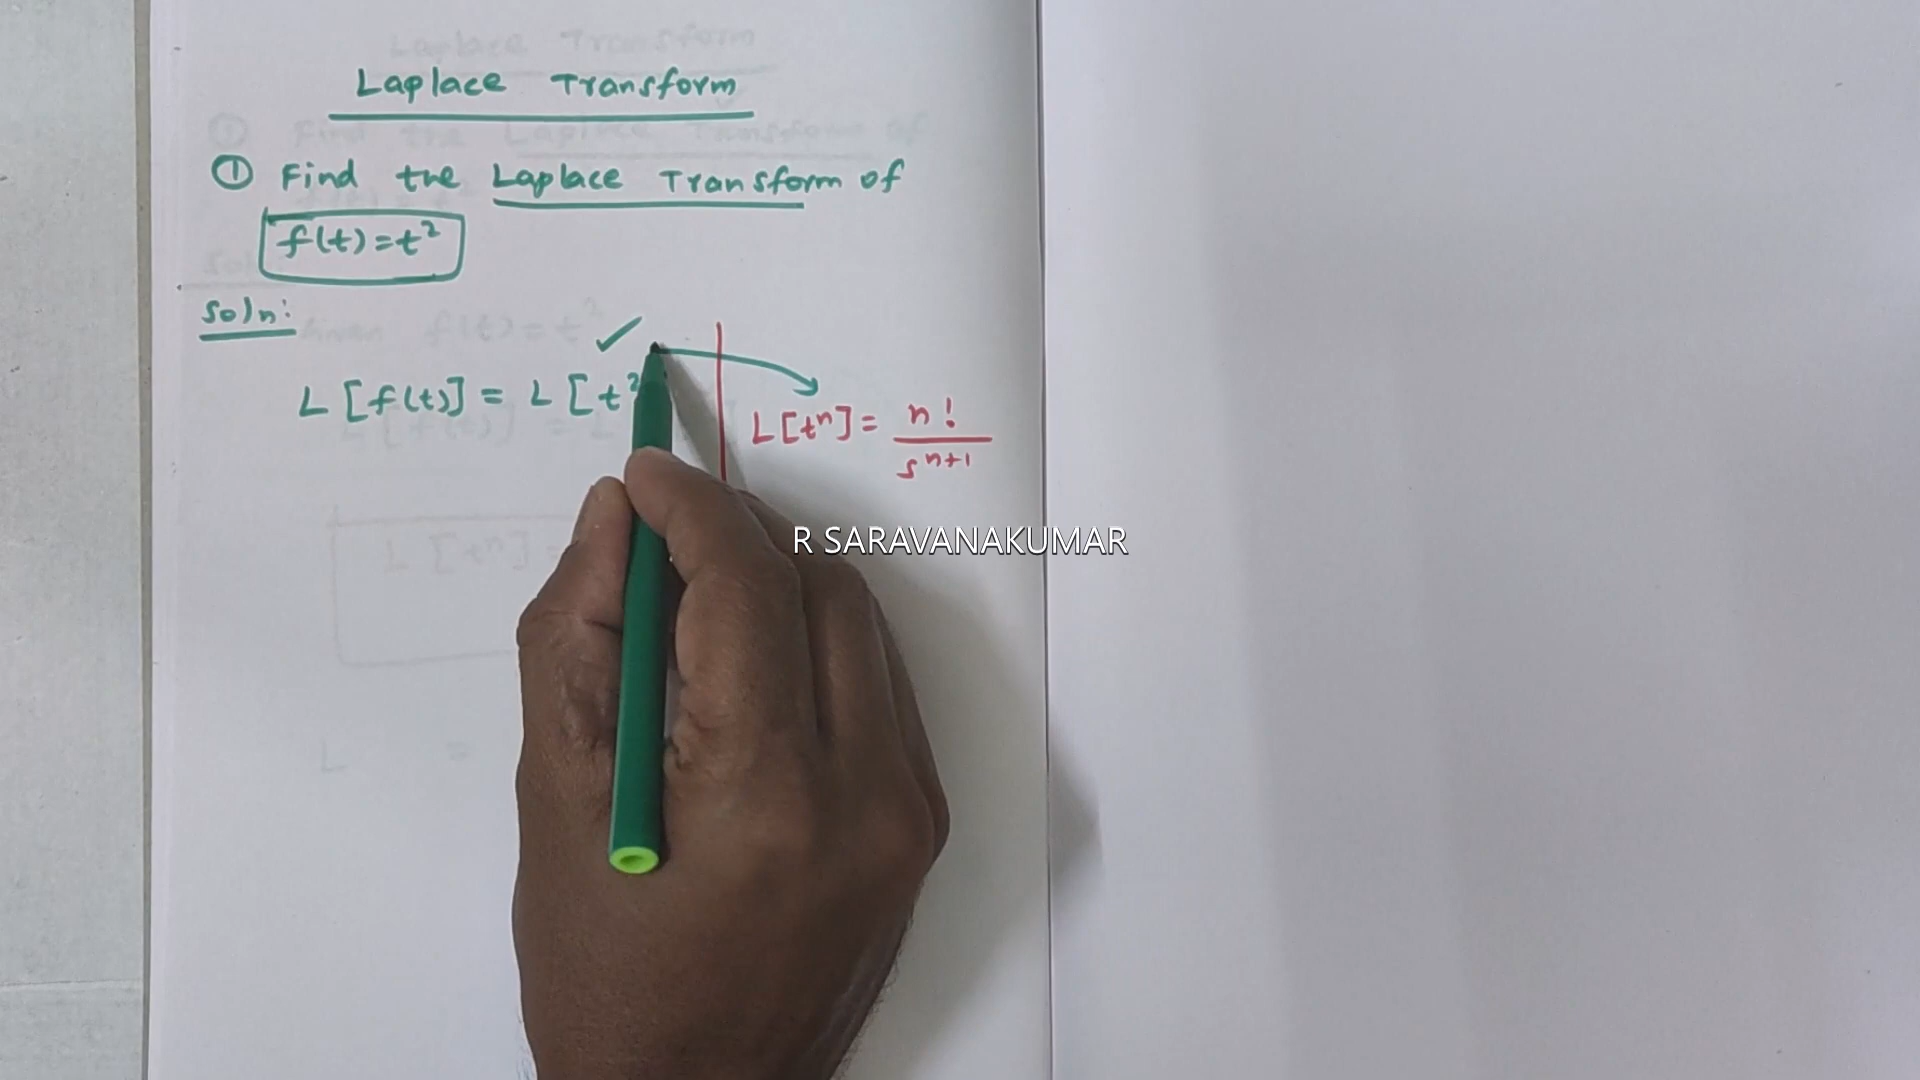 Laplace Transform
① Find the Laplace Transform of
f(t)=t²
Soln:
L [f(t)] = L [t²
L[tⁿ]= n!
sⁿ⁺¹
R SARAVANAKUMAR